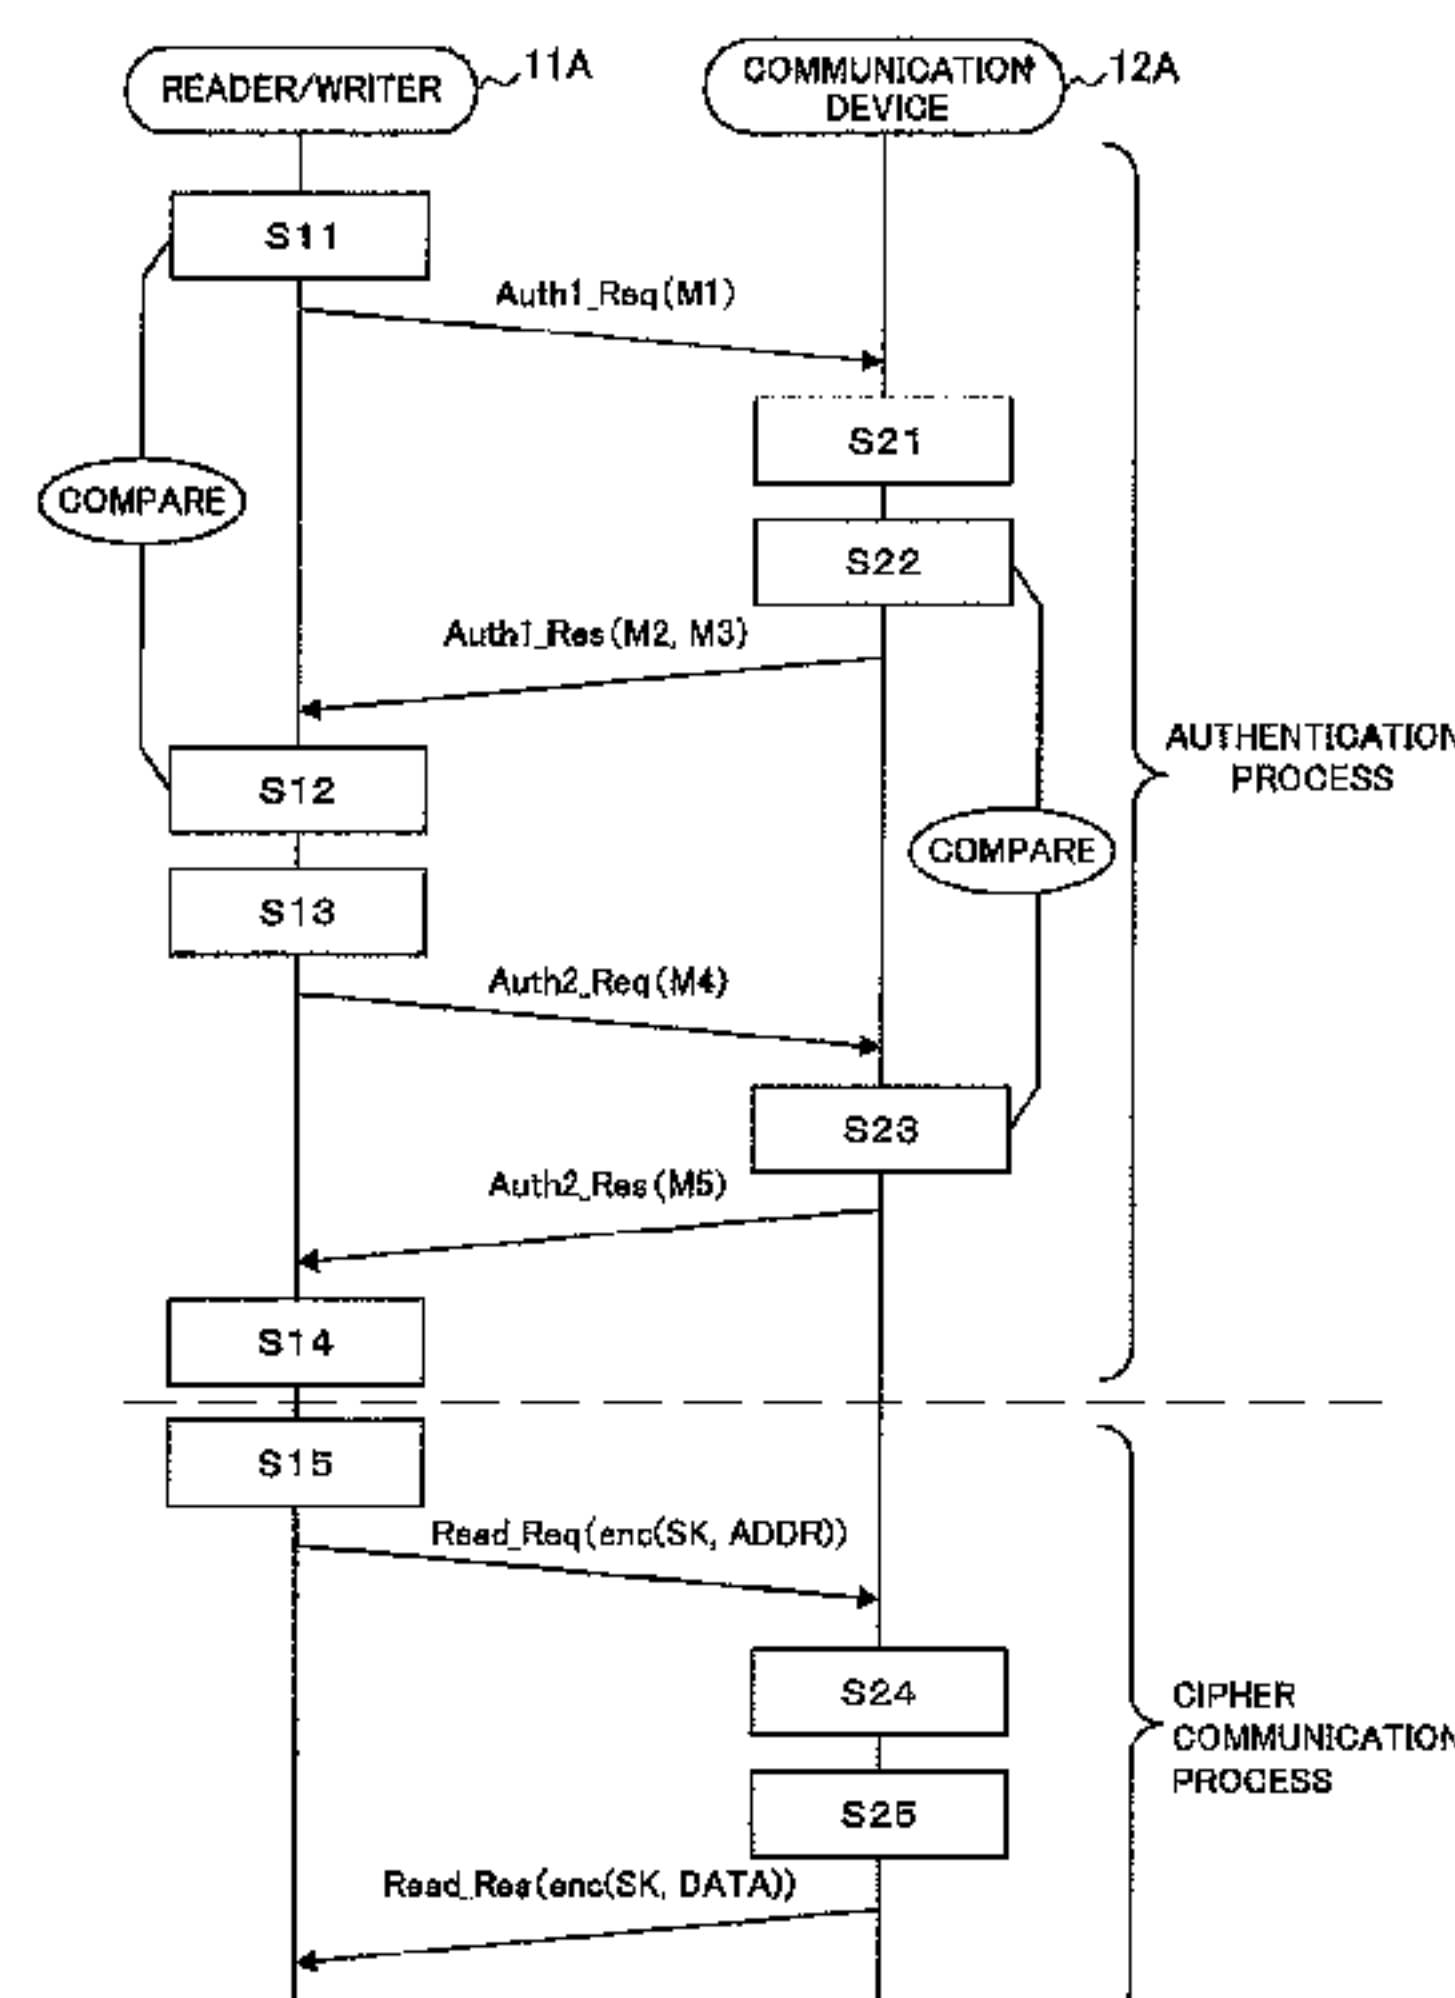 READER/WRITER
11A
COMMUNICATION
DEVICE
12A
S11
Auth1_Req(M1)
S21
COMPARE
S22
Auth1_Res(M2, M3)
AUTHENTICATION
PROCESS
S12
COMPARE
S13
Auth2_Req(M4)
S23
Auth2_Res(M5)
S14
S15
Read_Req(enc(SK, ADDR))
S24
CIPHER
COMMUNICATION
PROCESS
S25
Read_Res(enc(SK, DATA))